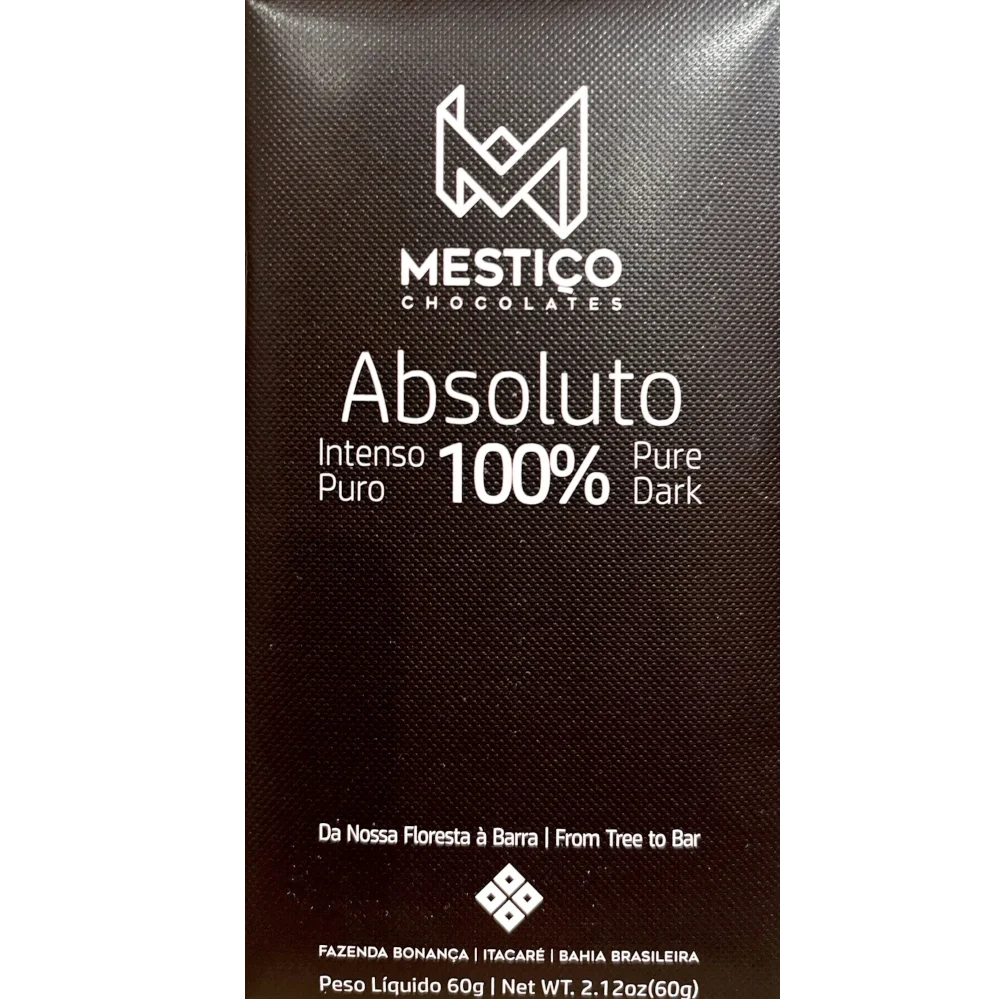 MESTIÇO
CHOCOLATES
Absoluto
Intenso Puro 100% Pure Dark
Da Nossa Floresta à Barra | From Tree to Bar
FAZENDA BONANÇA | ITACARÉ | BAHIA BRASILEIRA
Peso Líquido 60g | Net WT. 2.12oz(60g)